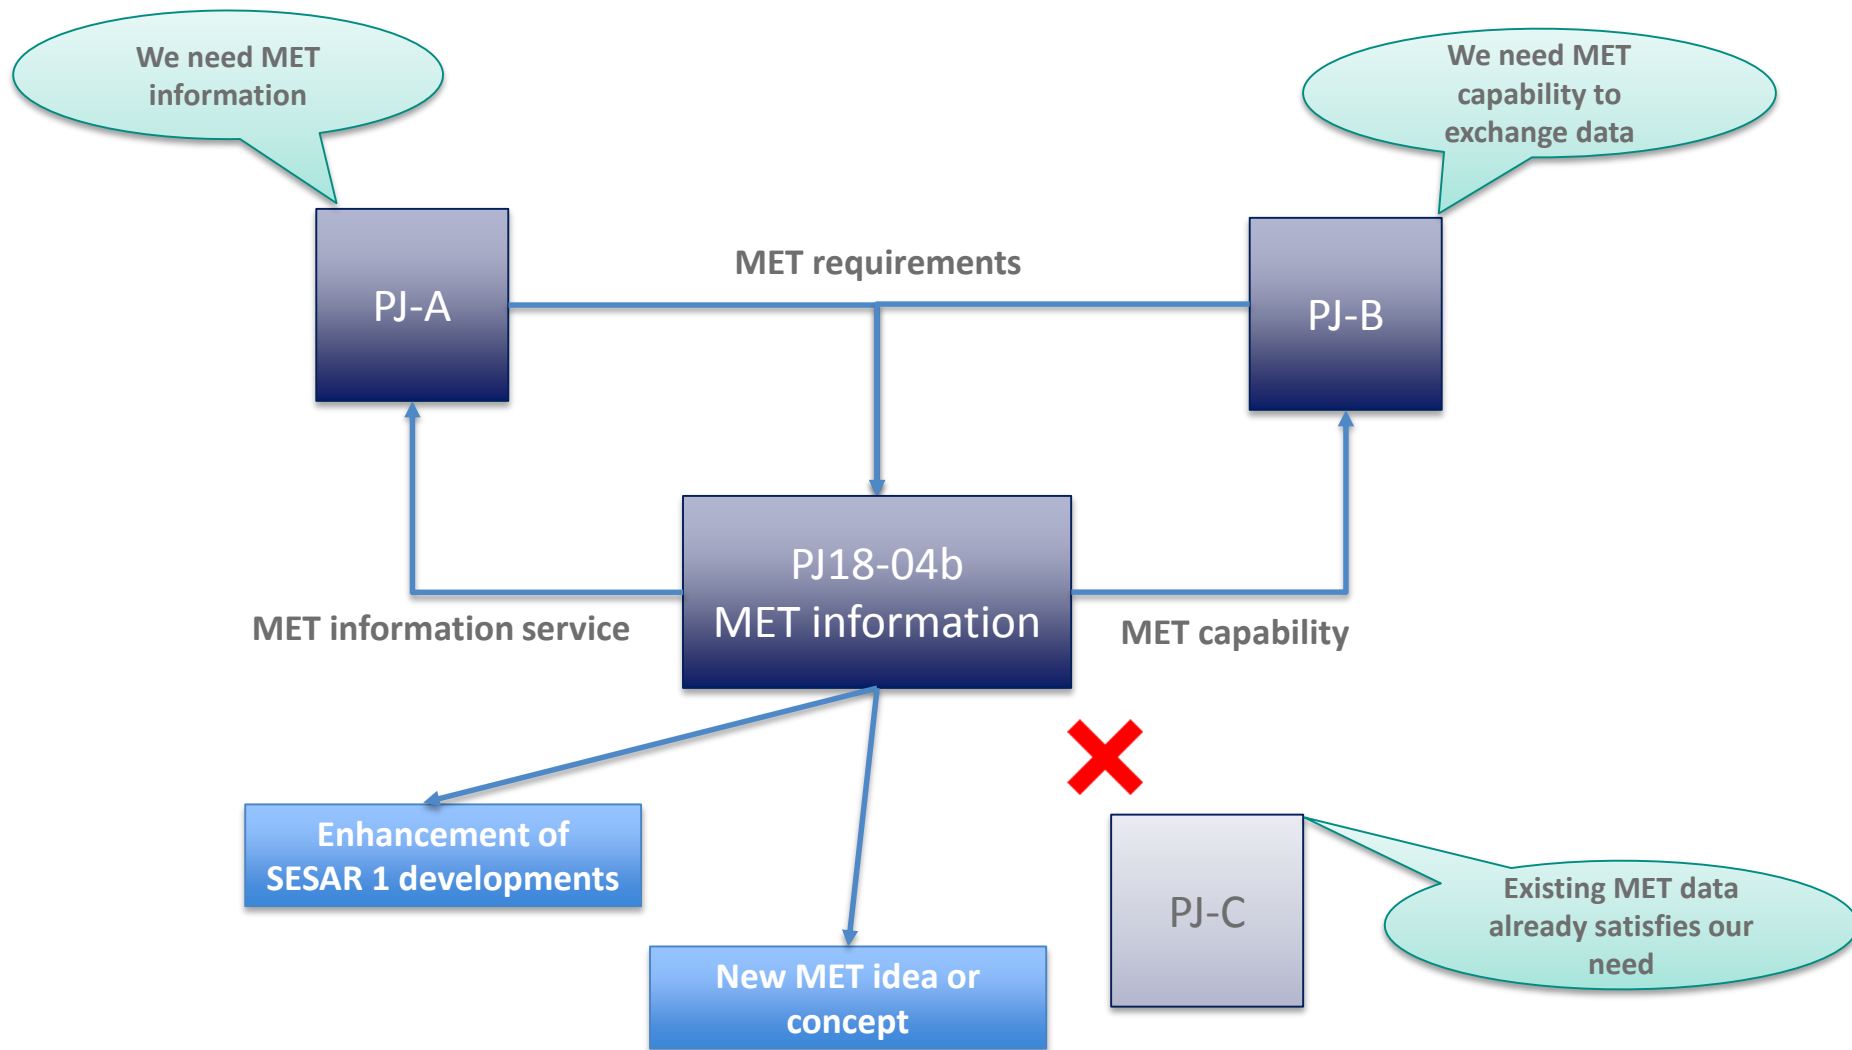 We need MET
information
We need MET
capability to
exchange data
MET requirements
PJ-A
PJ-B
PJ18-04b
MET information
MET information service
MET capability
Enhancement of
SESAR 1 developments
New MET idea or
concept
PJ-C
Existing MET data
already satisfies our
need